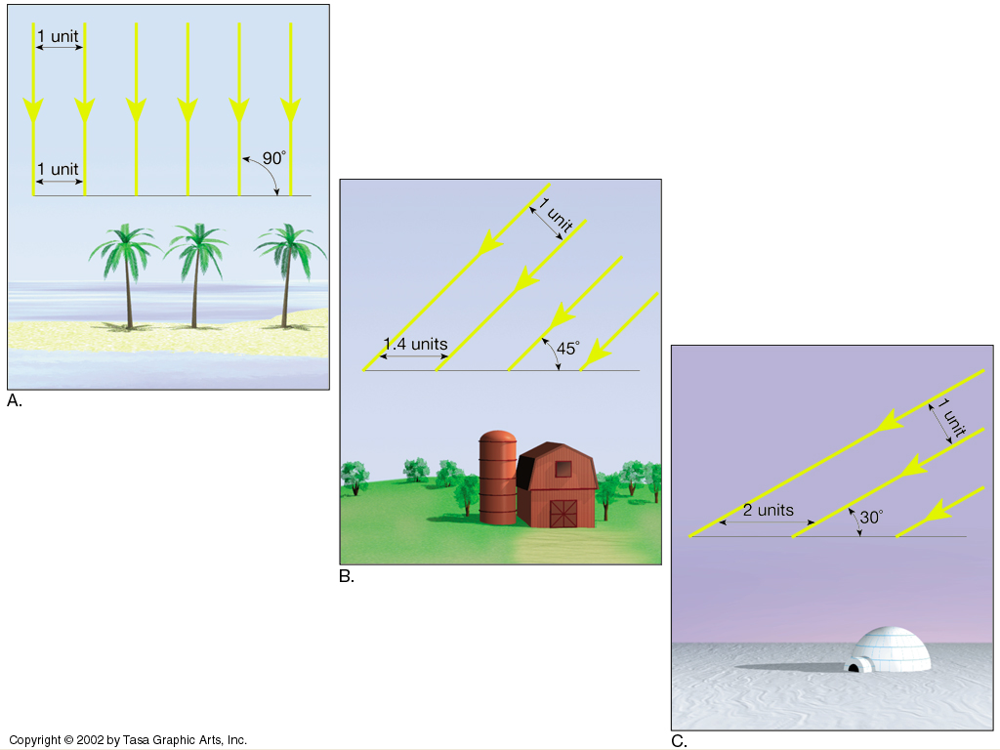 1 unit
1 unit
90°
A.
1 unit
1.4 units
45°
B.
1 unit
2 units
30°
C.
Copyright © 2002 by Tasa Graphic Arts, Inc.